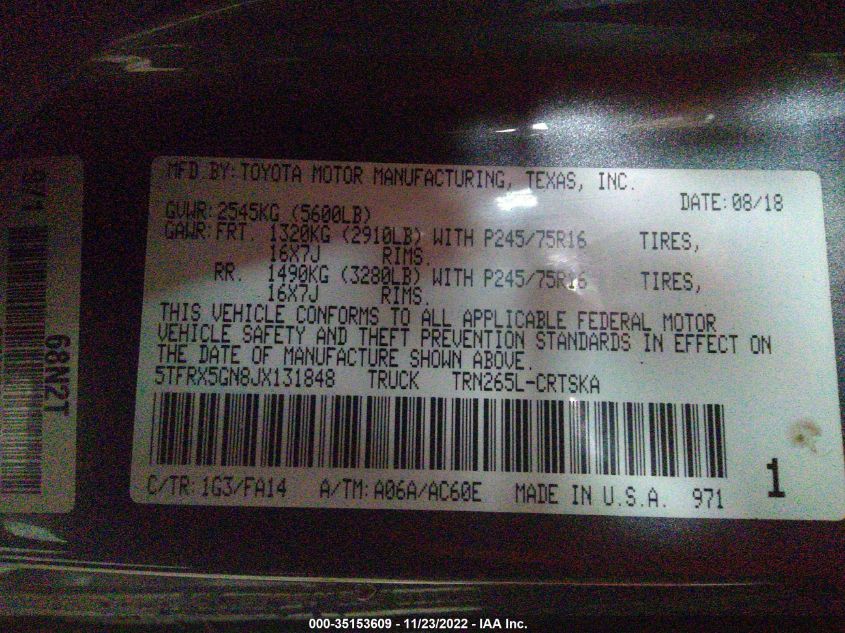 MFD BY: TOYOTA MOTOR MANUFACTURING, TEXAS, INC.
DATE: 08/18
GVWR: 2545KG (5600LB)
GAWR: FRT. 1320KG (2910LB) WITH P245/75R16 TIRES,
16X7J RIMS.
RR. 1490KG (3280LB) WITH P245/75R16 TIRES,
16X7J RIMS.
THIS VEHICLE CONFORMS TO ALL APPLICABLE FEDERAL MOTOR
VEHICLE SAFETY AND THEFT PREVENTION STANDARDS IN EFFECT ON
THE DATE OF MANUFACTURE SHOWN ABOVE.
5TFRX5GN8JX131848 TRUCK TRN265L-CRTSKA
C/TR: 1G3/FA14 A/TM: A06A/AC60E MADE IN U.S.A. 971
1
68N2T
000-35153609 - 11/23/2022 - IAA Inc.